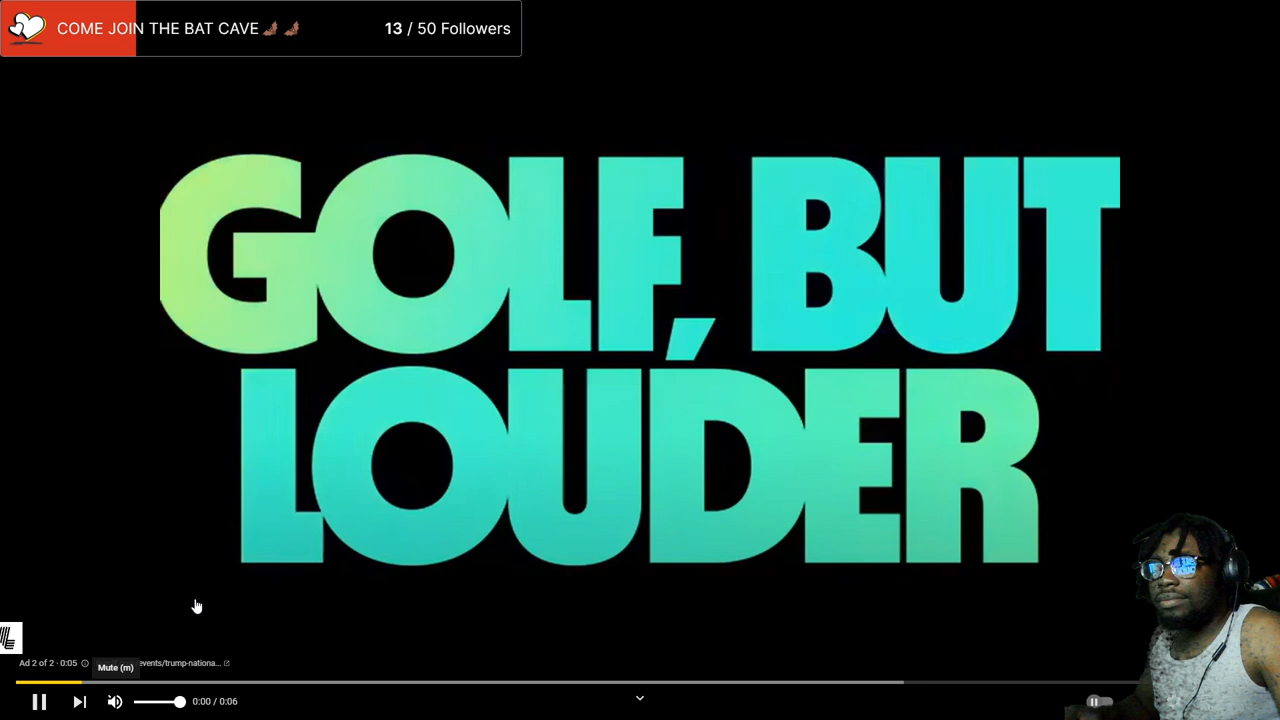 COME JOIN THE BAT CAVE 🦇 🦇 13 / 50 Followers
GOLF, BUT
LOUDER
Ad 2 of 2 · 0:05
Mute (m)
events/trump-nationa...
0:00 / 0:06